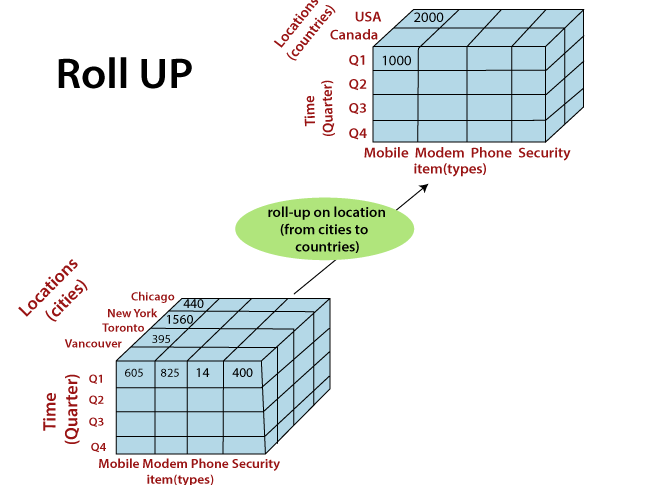 Roll UP
Locations
(countries)
USA
2000
Canada
Q1
1000
Q2
Q3
Q4
Time
(Quarter)
Mobile Modem Phone Security
item(types)
roll-up on location
(from cities to
countries)
Locations
(cities)
Chicago
440
New York
1560
Toronto
395
Vancouver
Q1
605 825 14 400
Q2
Q3
Q4
Time
(Quarter)
Mobile Modem Phone Security
item(types)